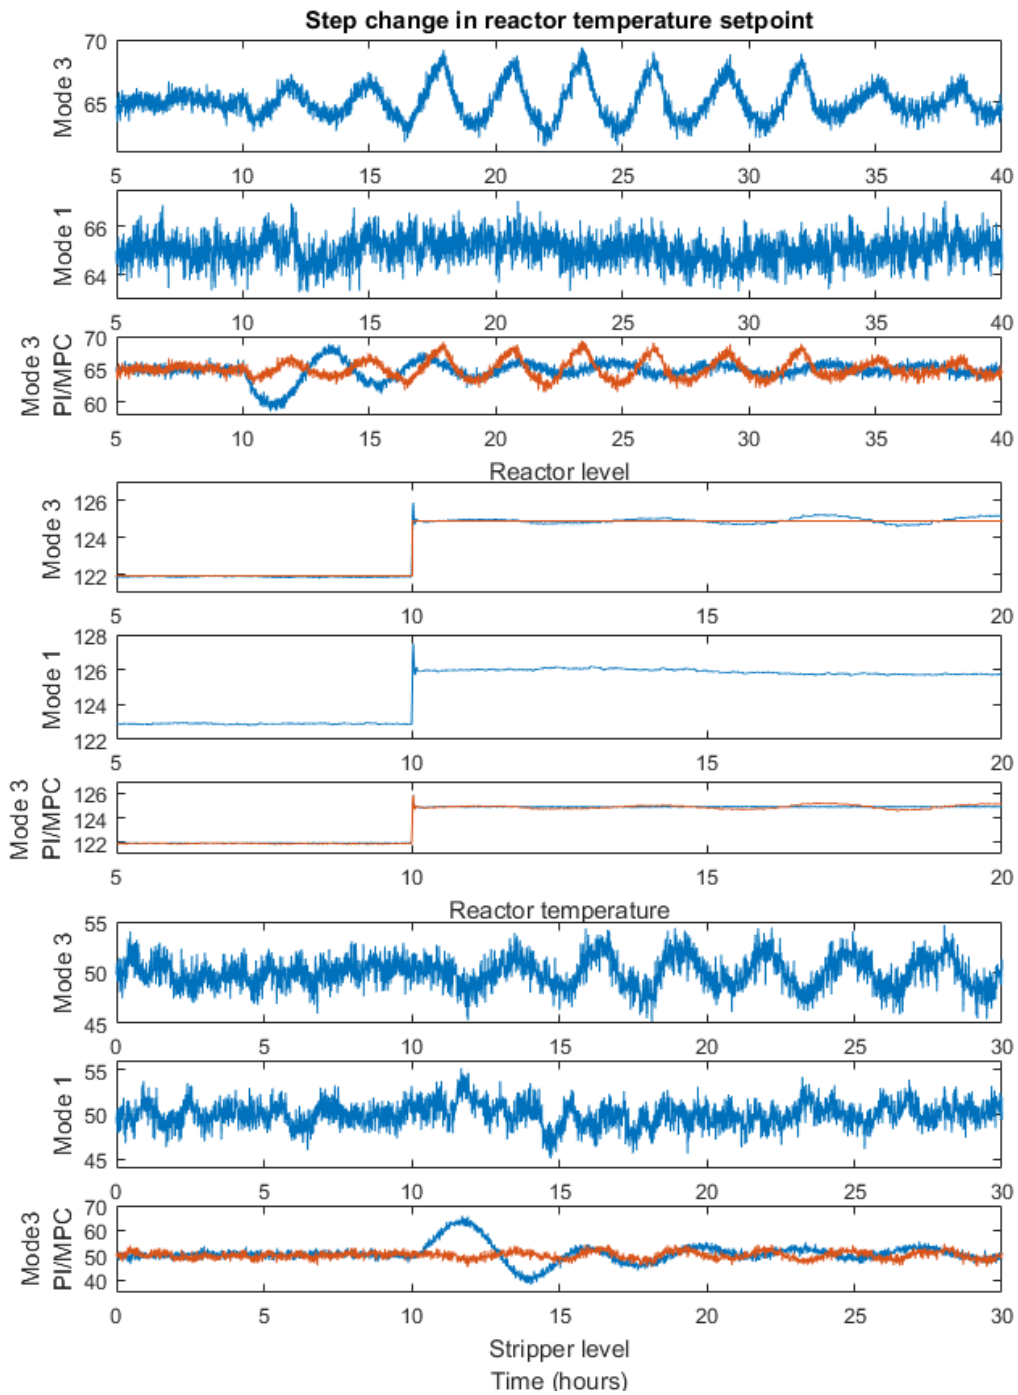 Step change in reactor temperature setpoint
Mode 3
70
65
5 10 15 20 25 30 35 40
Mode 1
66
64
5 10 15 20 25 30 35 40
Mode 3
PI/MPC
70
65
60
5 10 15 20 25 30 35 40
Reactor level
Mode 3
126
124
122
5 10 15 20
Mode 1
128
126
124
122
5 10 15 20
Mode 3
PI/MPC
126
124
122
5 10 15 20
Reactor temperature
Mode 3
55
50
45
0 5 10 15 20 25 30
Mode 1
55
50
45
0 5 10 15 20 25 30
Mode3
PI/MPC
70
60
50
40
0 5 10 15 20 25 30
Stripper level
Time (hours)